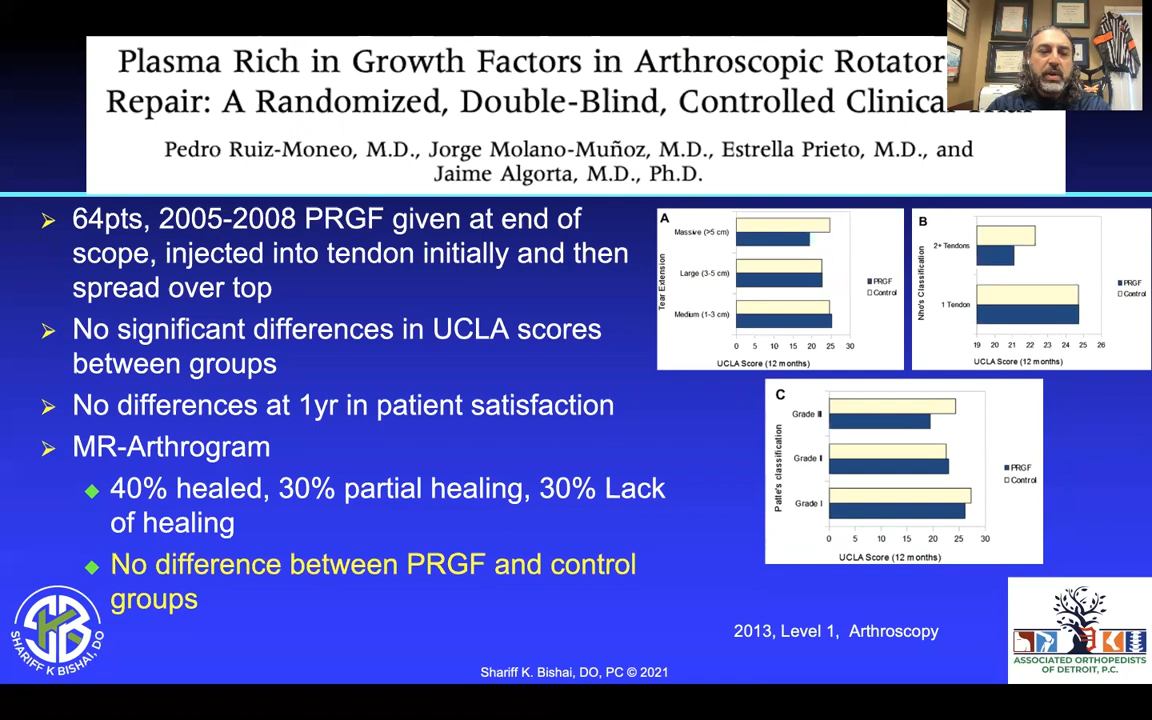 Plasma Rich in Growth Factors in Arthroscopic Rotator
Repair: A Randomized, Double-Blind, Controlled Clinical
Pedro Ruiz-Moneo, M.D., Jorge Molano-Muñoz, M.D., Estrella Prieto, M.D., and
Jaime Algorta, M.D., Ph.D.
64pts, 2005-2008 PRGF given at end of
scope, injected into tendon initially and then
spread over top
No significant differences in UCLA scores
between groups
No differences at 1yr in patient satisfaction
MR-Arthrogram
40% healed, 30% partial healing, 30% Lack
of healing
No difference between PRGF and control
groups
A
Tear Extension
Massive (>5 cm)
Large (3-5 cm)
Medium (1-3 cm)
0 5 10 15 20 25 30
UCLA Score (12 months)
PRGF
Control
B
Nho's Classification
2+ Tendons
1 Tendon
19 20 21 22 23 24 25 26
UCLA Score (12 months)
PRGF
Control
C
Patte's classification
Grade III
Grade II
Grade I
0 5 10 15 20 25 30
UCLA Score (12 months)
PRGF
Control
2013, Level 1, Arthroscopy
SKB
SHARIFF K BISHAI, DO
Shariff K. Bishai, DO, PC © 2021
ASSOCIATED ORTHOPEDISTS
OF DETROIT, P.C.